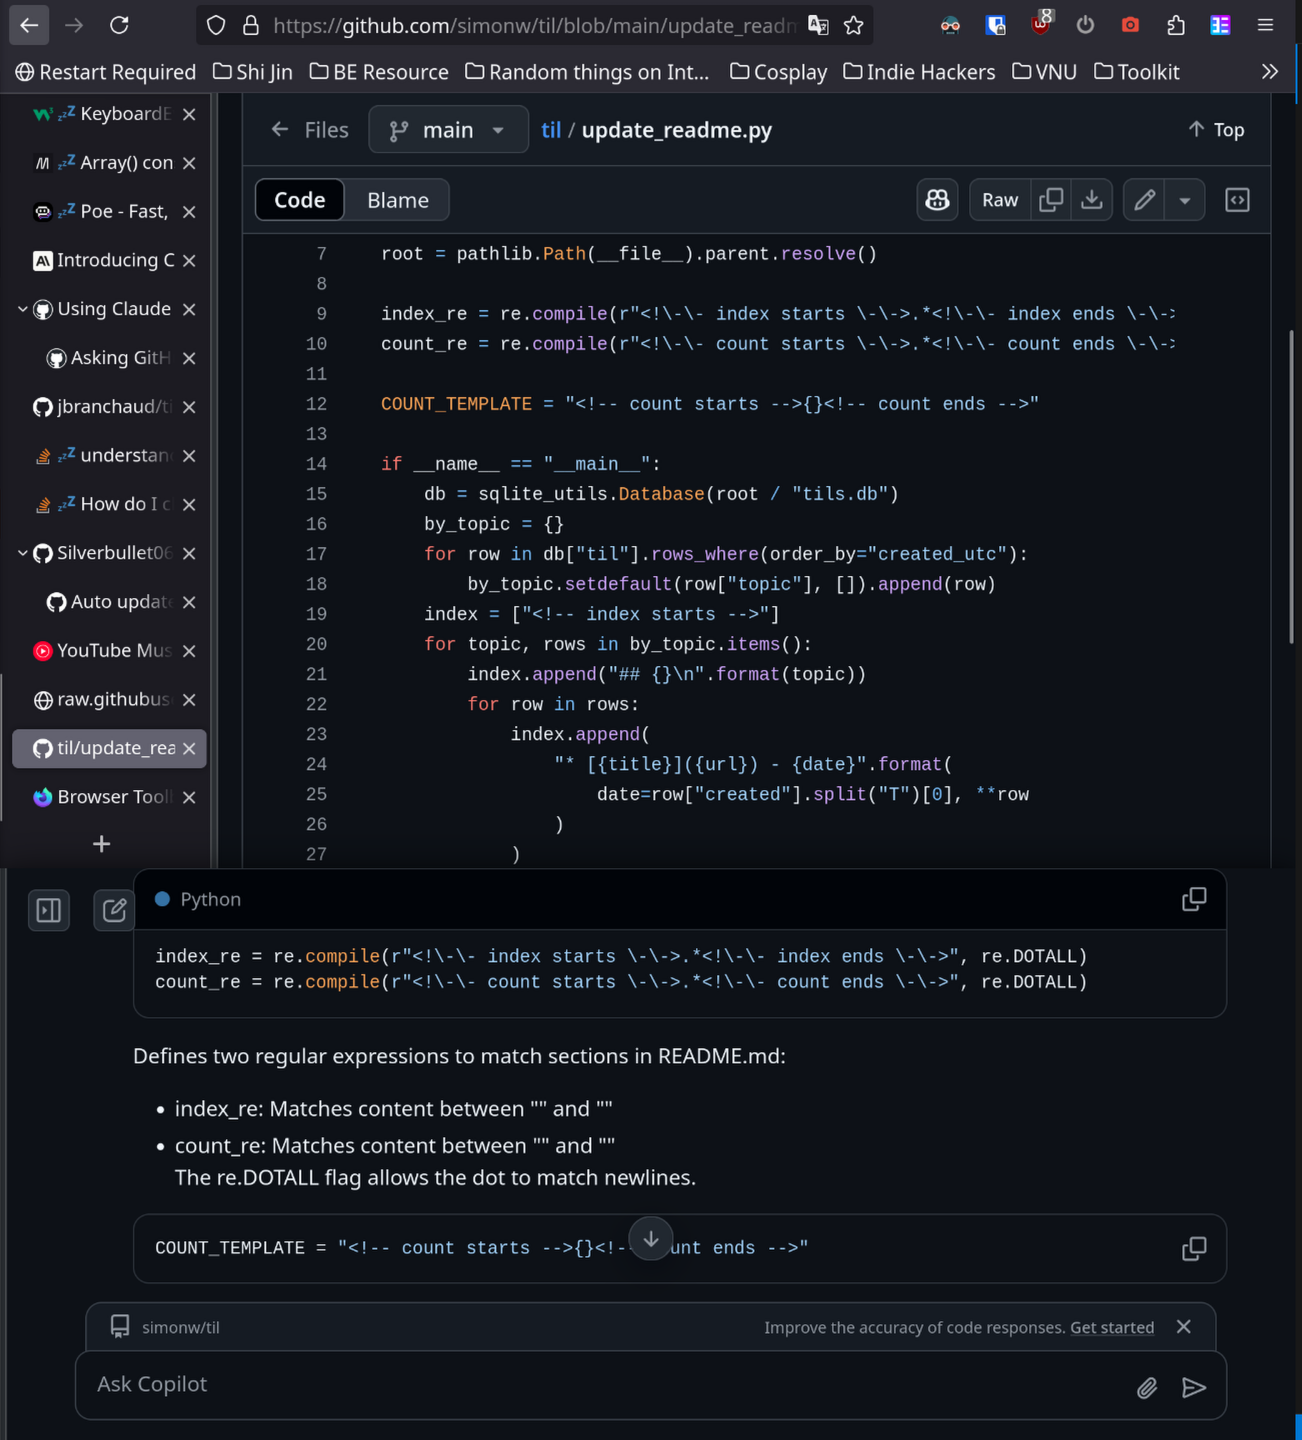 https://github.com/simonw/til/blob/main/update_readm
8
Restart Required
Shi Jin
BE Resource
Random things on Int...
Cosplay
Indie Hackers
VNU
Toolkit
KeyboardE
Array() con
Poe - Fast,
Introducing C
Using Claude
Asking GitH
jbranchaud/ti
understan
How do I c
Silverbullet06
Auto update
YouTube Mus
raw.githubus
til/update_rea
Browser Tool
Files
main
til / update_readme.py
Top
Code
Blame
Raw
7 root = pathlib.Path(__file__).parent.resolve()
8
9 index_re = re.compile(r"<!\-\- index starts \-\->.*<!\-\- index ends \-\->
10 count_re = re.compile(r"<!\-\- count starts \-\->.*<!\-\- count ends \-\->
11
12 COUNT_TEMPLATE = "<!-- count starts -->{}<!-- count ends -->"
13
14 if __name__ == "__main__":
15     db = sqlite_utils.Database(root / "tils.db")
16     by_topic = {}
17     for row in db["til"].rows_where(order_by="created_utc"):
18         by_topic.setdefault(row["topic"], []).append(row)
19     index = ["<!-- index starts -->"]
20     for topic, rows in by_topic.items():
21         index.append("## {}\n".format(topic))
22         for row in rows:
23             index.append(
24                 "* [{title}]({url}) - {date}".format(
25                     date=row["created"].split("T")[0], **row
26                 )
27             )
Python
index_re = re.compile(r"<!\-\- index starts \-\->.*<!\-\- index ends \-\->", re.DOTALL)
count_re = re.compile(r"<!\-\- count starts \-\->.*<!\-\- count ends \-\->", re.DOTALL)
Defines two regular expressions to match sections in README.md:
• index_re: Matches content between "" and ""
• count_re: Matches content between "" and ""
The re.DOTALL flag allows the dot to match newlines.
COUNT_TEMPLATE = "<!-- count starts -->{}<!-- unt ends -->"
simonw/til
Improve the accuracy of code responses. Get started
Ask Copilot